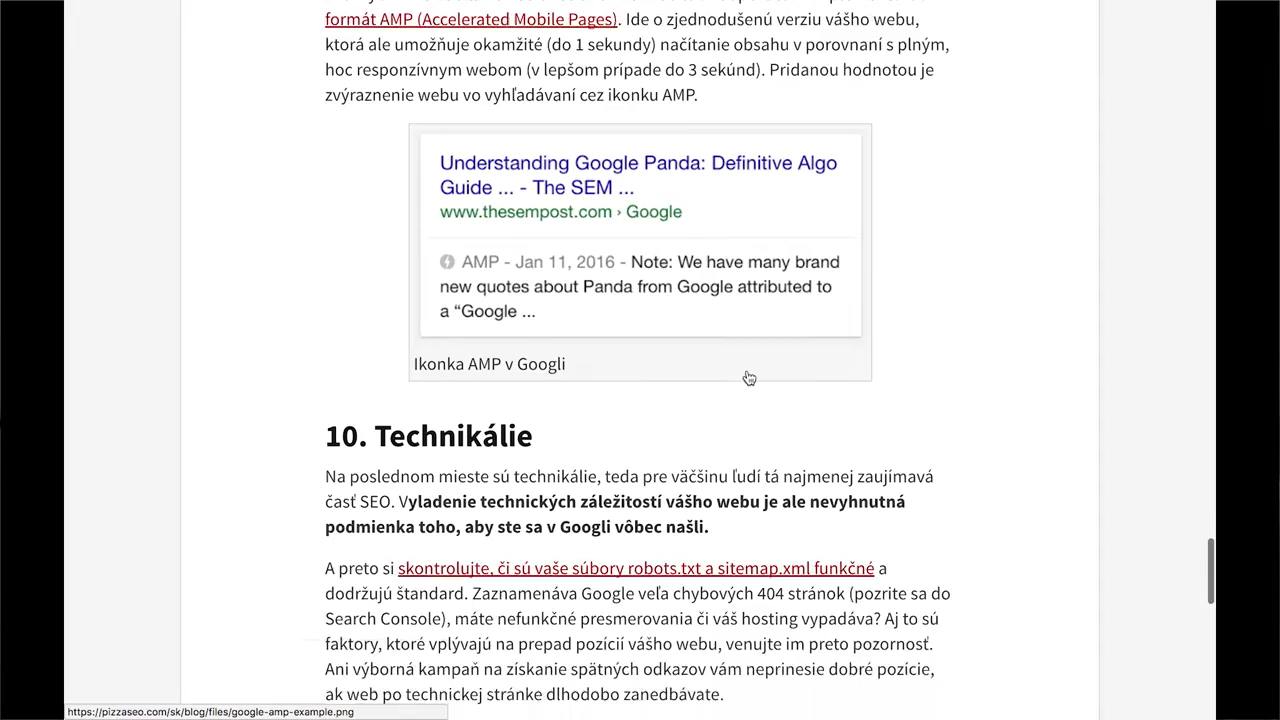 formát AMP (Accelerated Mobile Pages). Ide o zjednodušenú verziu vášho webu,
ktorá ale umožňuje okamžité (do 1 sekundy) načítanie obsahu v porovnaní s plným,
hoc responzívnym webom (v lepšom prípade do 3 sekúnd). Pridanou hodnotou je
zvýraznenie webu vo vyhľadávaní cez ikonku AMP.
Understanding Google Panda: Definitive Algo
Guide ... - The SEM ...
www.thesempost.com › Google
AMP - Jan 11, 2016 - Note: We have many brand
new quotes about Panda from Google attributed to
a “Google ...
Ikonka AMP v Googli
10. Technikálie
Na poslednom mieste sú technikálie, teda pre väčšinu ľudí tá najmenej zaujímavá
časť SEO. Vyladenie technických záležitostí vášho webu je ale nevyhnutná
podmienka toho, aby ste sa v Googli vôbec našli.
A preto si skontrolujte, či sú vaše súbory robots.txt a sitemap.xml funkčné a
dodržujú štandard. Zaznamenáva Google veľa chybových 404 stránok (pozrite sa do
Search Console), máte nefunkčné presmerovania či váš hosting vypadáva? Aj to sú
faktory, ktoré vplývajú na prepad pozícií vášho webu, venujte im preto pozornosť.
Ani výborná kampaň na získanie spätných odkazov vám neprinesie dobré pozície,
ak web po technickej stránke dlhodobo zanedbávate.
https://pizzaseo.com/sk/blog/files/google-amp-example.png